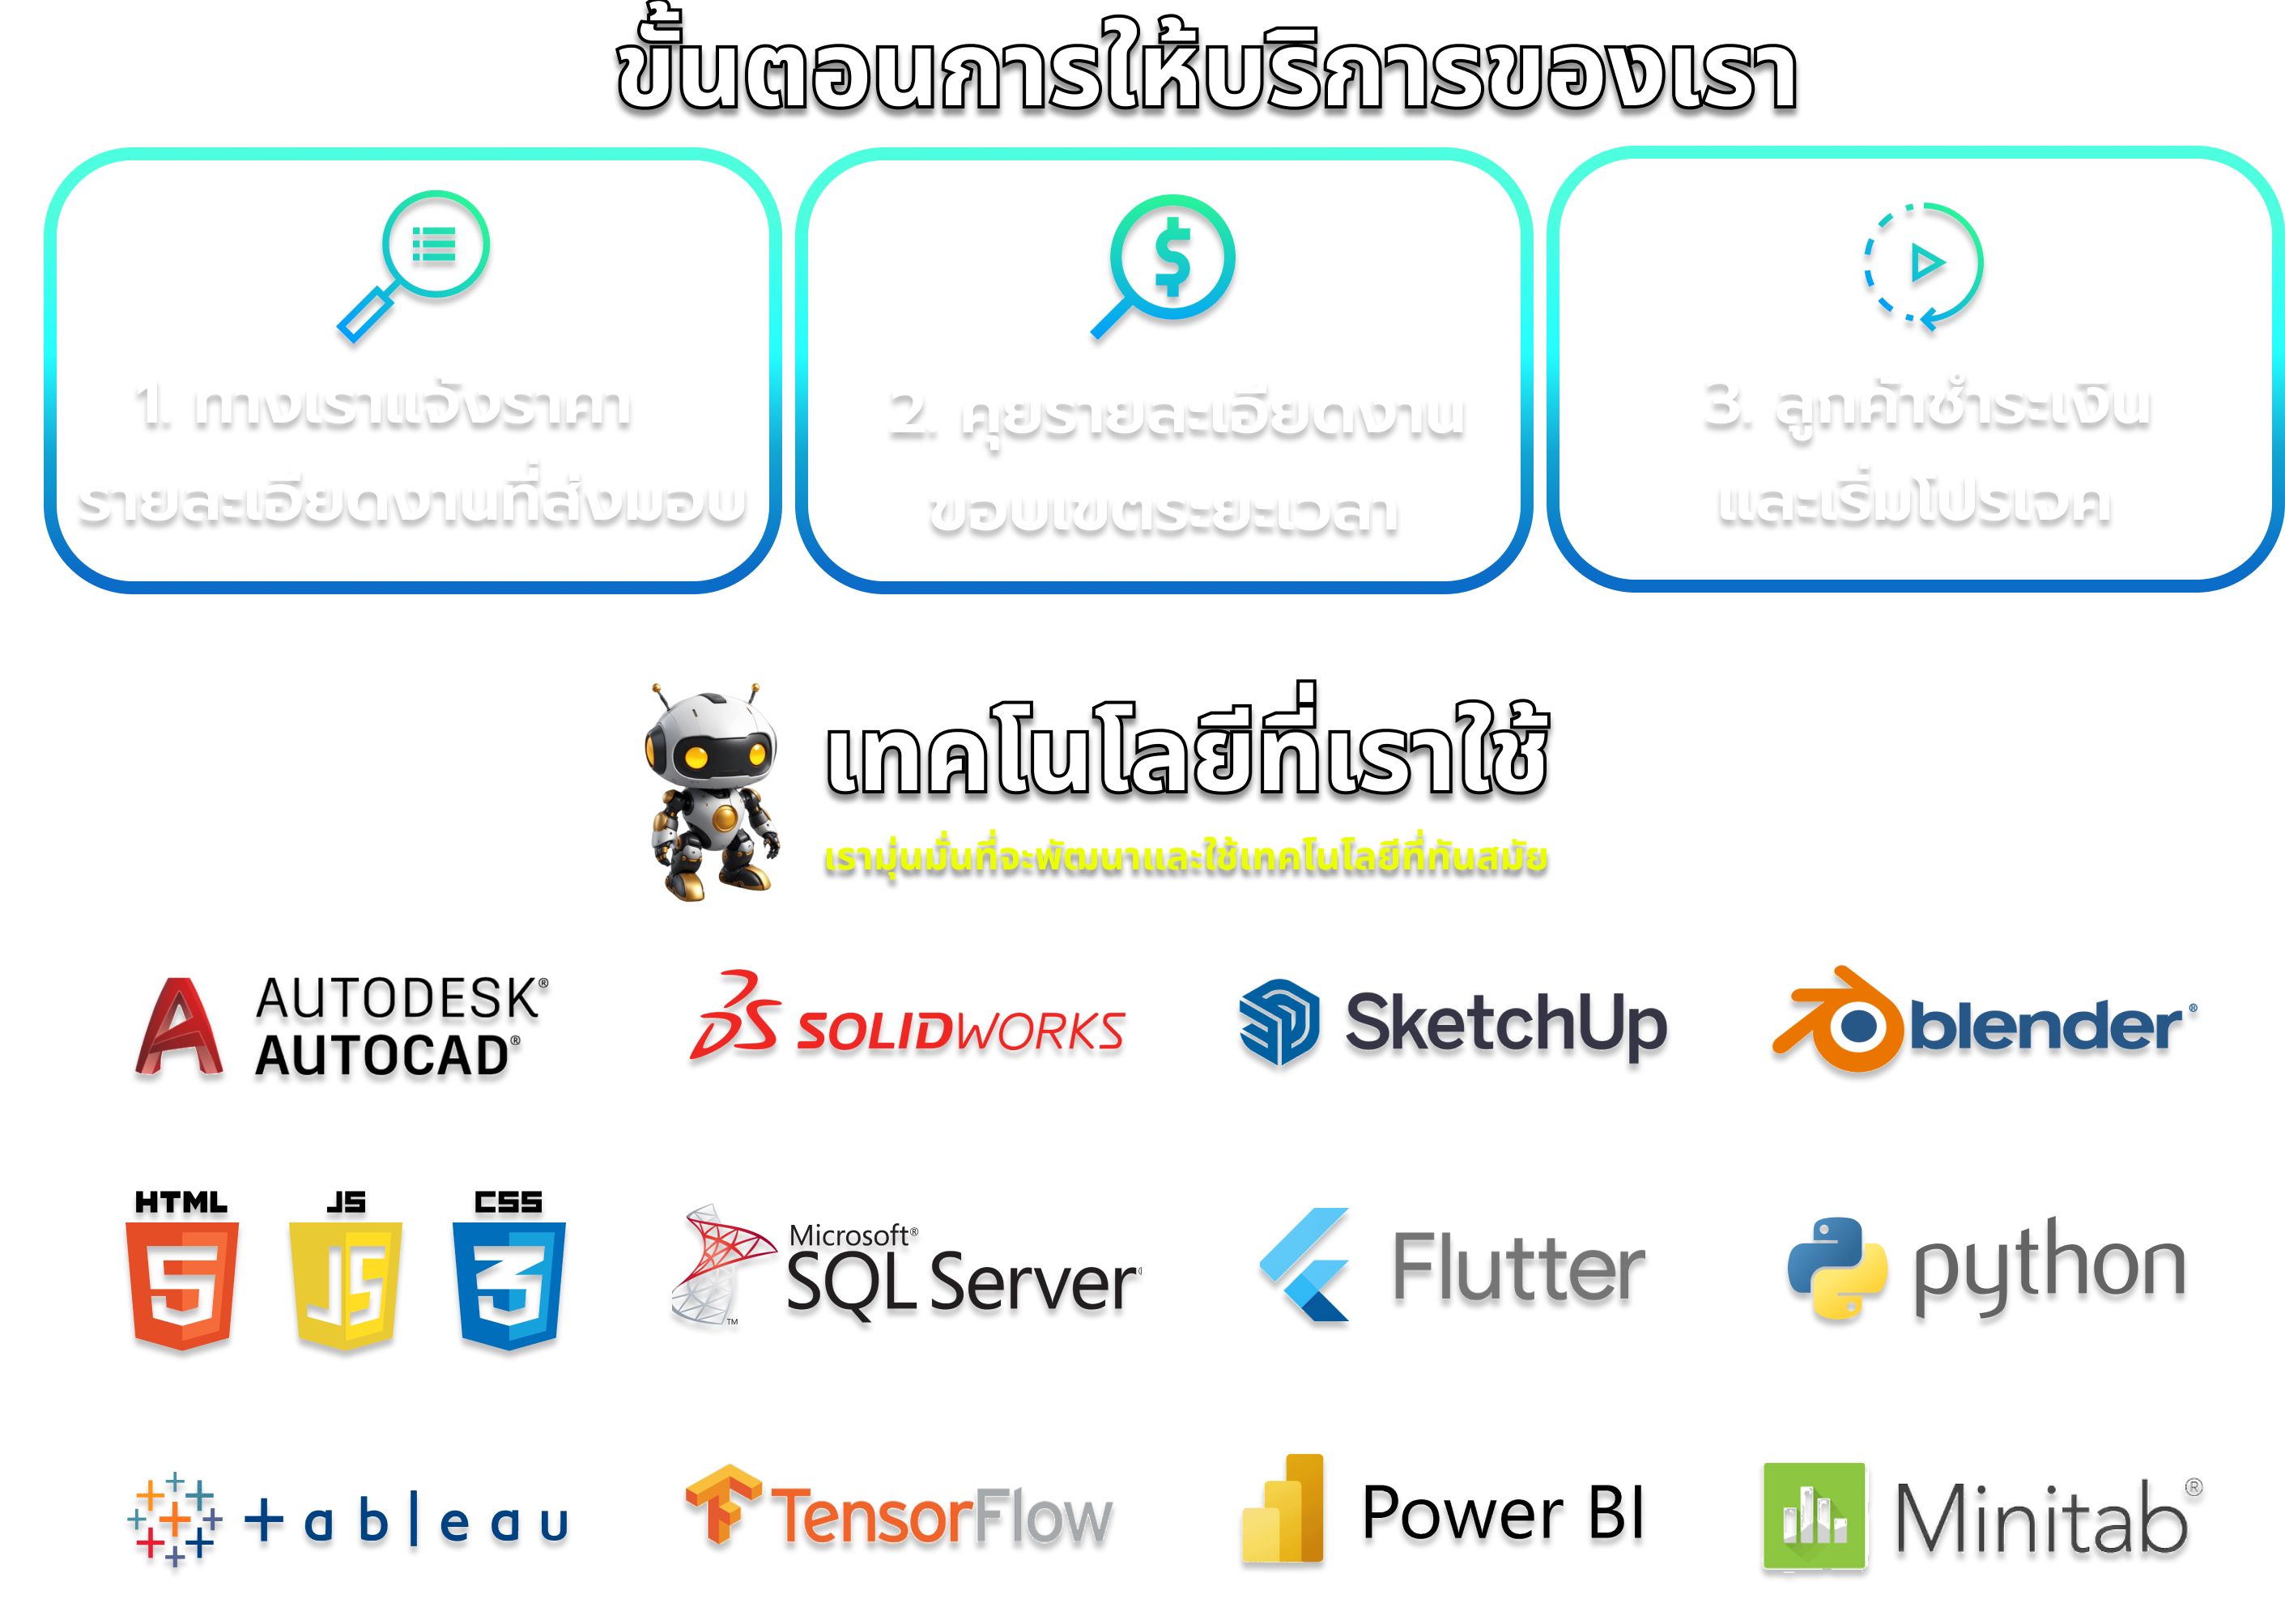 ขั้นตอนการให้บริการของเรา
1. ทางเราแจ้งราคา
รายละเอียดงานที่ส่งมอบ
2. คุยรายละเอียดงาน
ขอบเขตระยะเวลา
3. ลูกค้าชำระเงิน
และเริ่มโปรเจค
เทคโนโลยีที่เราใช้
เรามุ่นมั่นที่จะพัฒนาและใช้เทคโนโลยีที่ทันสมัย
AUTODESK®
AUTOCAD®
SOLIDWORKS
SketchUp
blender®
HTML
5
JS
JS
CSS
3
Microsoft®
SQL Server
TM
Flutter
python
+ableau
TensorFlow
Power BI
Minitab®